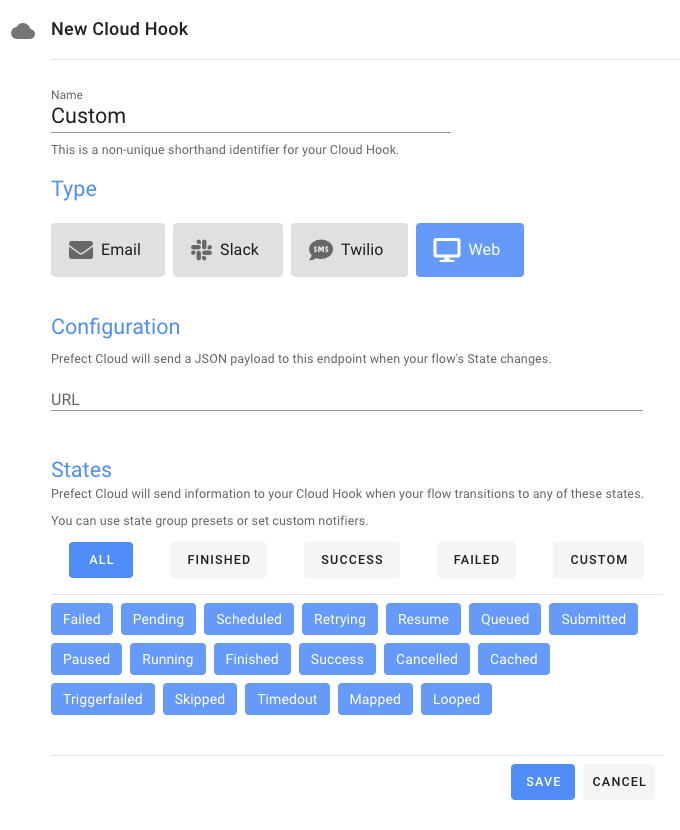 New Cloud Hook
Name
Custom
This is a non-unique shorthand identifier for your Cloud Hook.
Type
Email Slack SMS Twilio Web
Configuration
Prefect Cloud will send a JSON payload to this endpoint when your flow's State changes.
URL
States
Prefect Cloud will send information to your Cloud Hook when your flow transitions to any of these states.
You can use state group presets or set custom notifiers.
ALL FINISHED SUCCESS FAILED CUSTOM
Failed Pending Scheduled Retrying Resume Queued Submitted
Paused Running Finished Success Cancelled Cached
Triggerfailed Skipped Timedout Mapped Looped
SAVE CANCEL